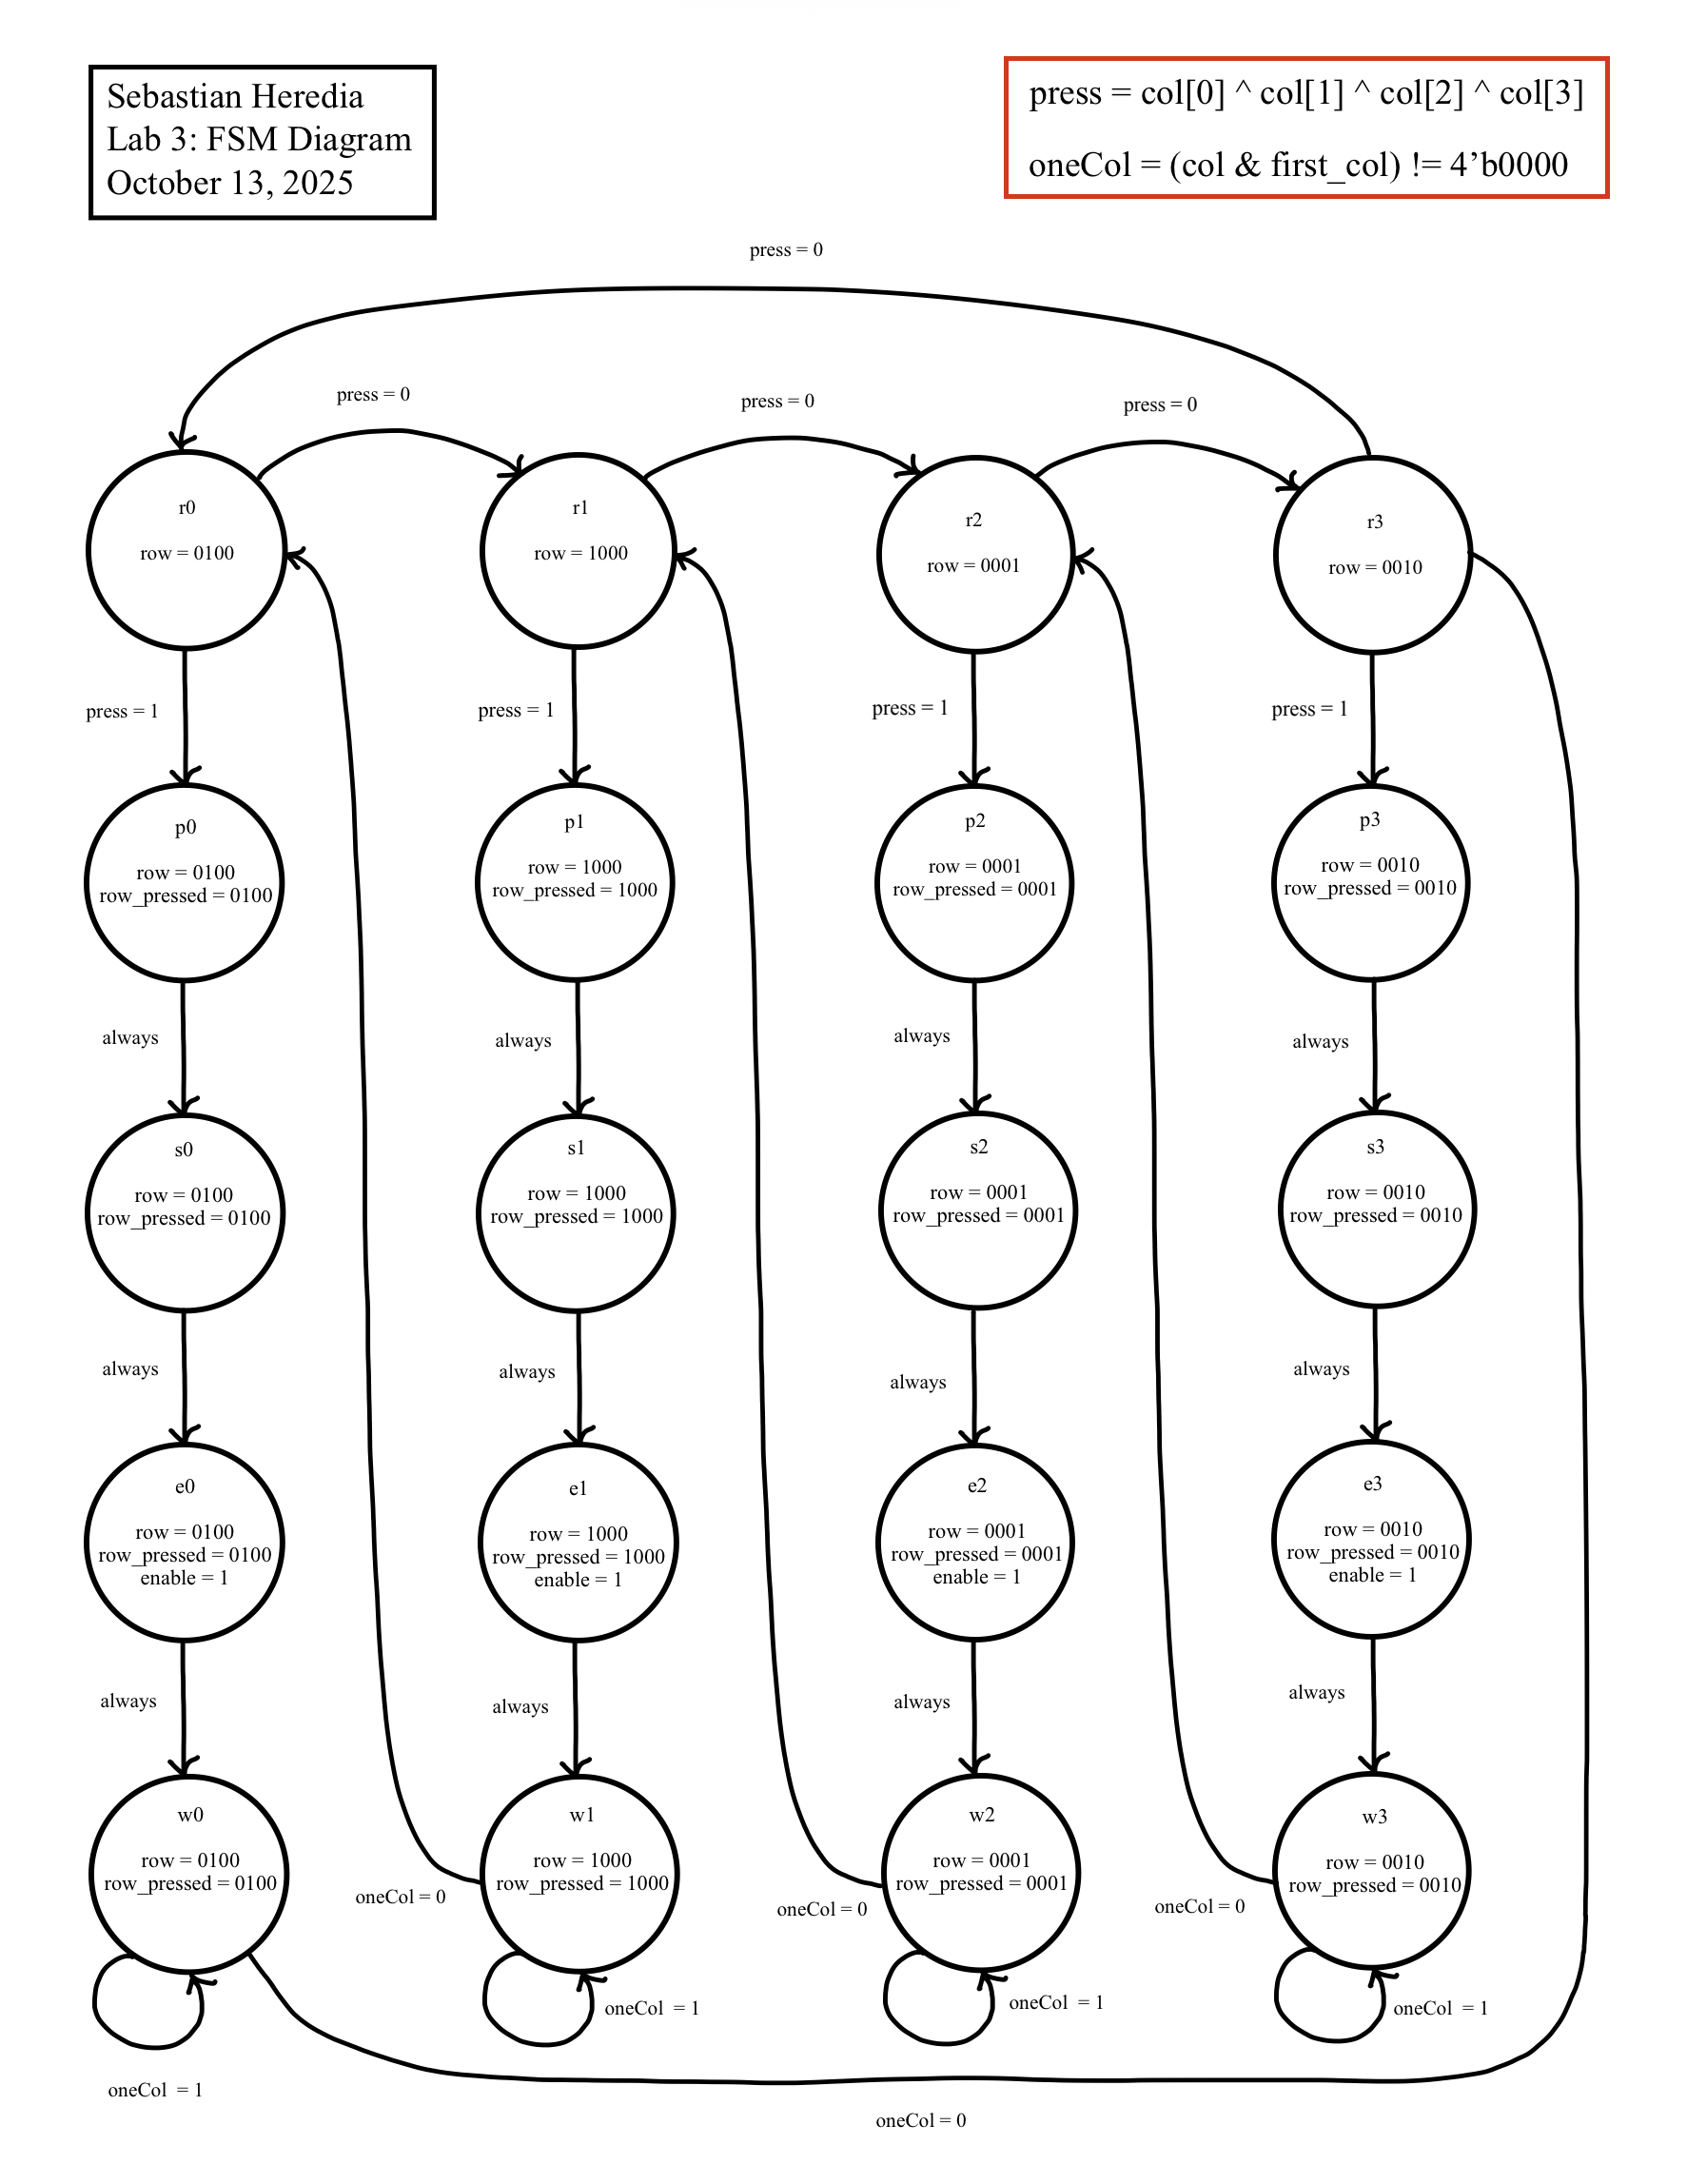 Sebastian Heredia
Lab 3: FSM Diagram
October 13, 2025
press = col[0] ^ col[1] ^ col[2] ^ col[3]
oneCol = (col & first_col) != 4’b0000
press = 0
press = 0
press = 0
press = 0
r0
row = 0100
r1
row = 1000
r2
row = 0001
r3
row = 0010
press = 1
press = 1
press = 1
press = 1
p0
row = 0100
row_pressed = 0100
p1
row = 1000
row_pressed = 1000
p2
row = 0001
row_pressed = 0001
p3
row = 0010
row_pressed = 0010
always
always
always
always
s0
row = 0100
row_pressed = 0100
s1
row = 1000
row_pressed = 1000
s2
row = 0001
row_pressed = 0001
s3
row = 0010
row_pressed = 0010
always
always
always
always
e0
row = 0100
row_pressed = 0100
enable = 1
e1
row = 1000
row_pressed = 1000
enable = 1
e2
row = 0001
row_pressed = 0001
enable = 1
e3
row = 0010
row_pressed = 0010
enable = 1
always
always
always
always
w0
row = 0100
row_pressed = 0100
w1
row = 1000
row_pressed = 1000
w2
row = 0001
row_pressed = 0001
w3
row = 0010
row_pressed = 0010
oneCol = 0
oneCol = 0
oneCol = 0
oneCol = 1
oneCol = 1
oneCol = 1
oneCol = 1
oneCol = 0